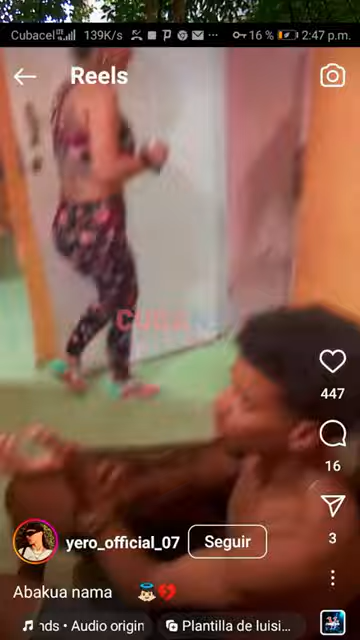 Cubacel 139K/s ··· 16 % 2:47 p.m.
Reels
CUBAN
447
16
3
yero_official_07 Seguir
Abakua nama
nds • Audio origin Plantilla de luisi...